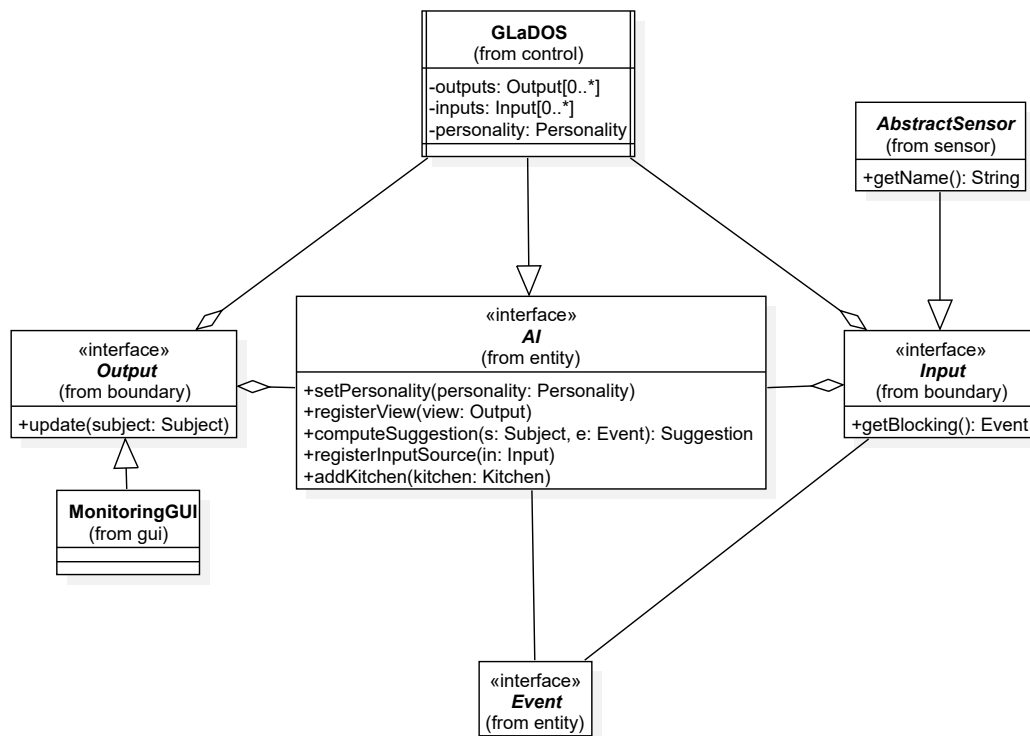 GLaDOS
(from control)
-outputs: Output[0..*]
-inputs: Input[0..*]
-personality: Personality
AbstractSensor
(from sensor)
+getName(): String
«interface»
Output
(from boundary)
+update(subject: Subject)
«interface»
AI
(from entity)
+setPersonality(personality: Personality)
+registerView(view: Output)
+computeSuggestion(s: Subject, e: Event): Suggestion
+registerInputSource(in: Input)
+addKitchen(kitchen: Kitchen)
«interface»
Input
(from boundary)
+getBlocking(): Event
MonitoringGUI
(from gui)
«interface»
Event
(from entity)